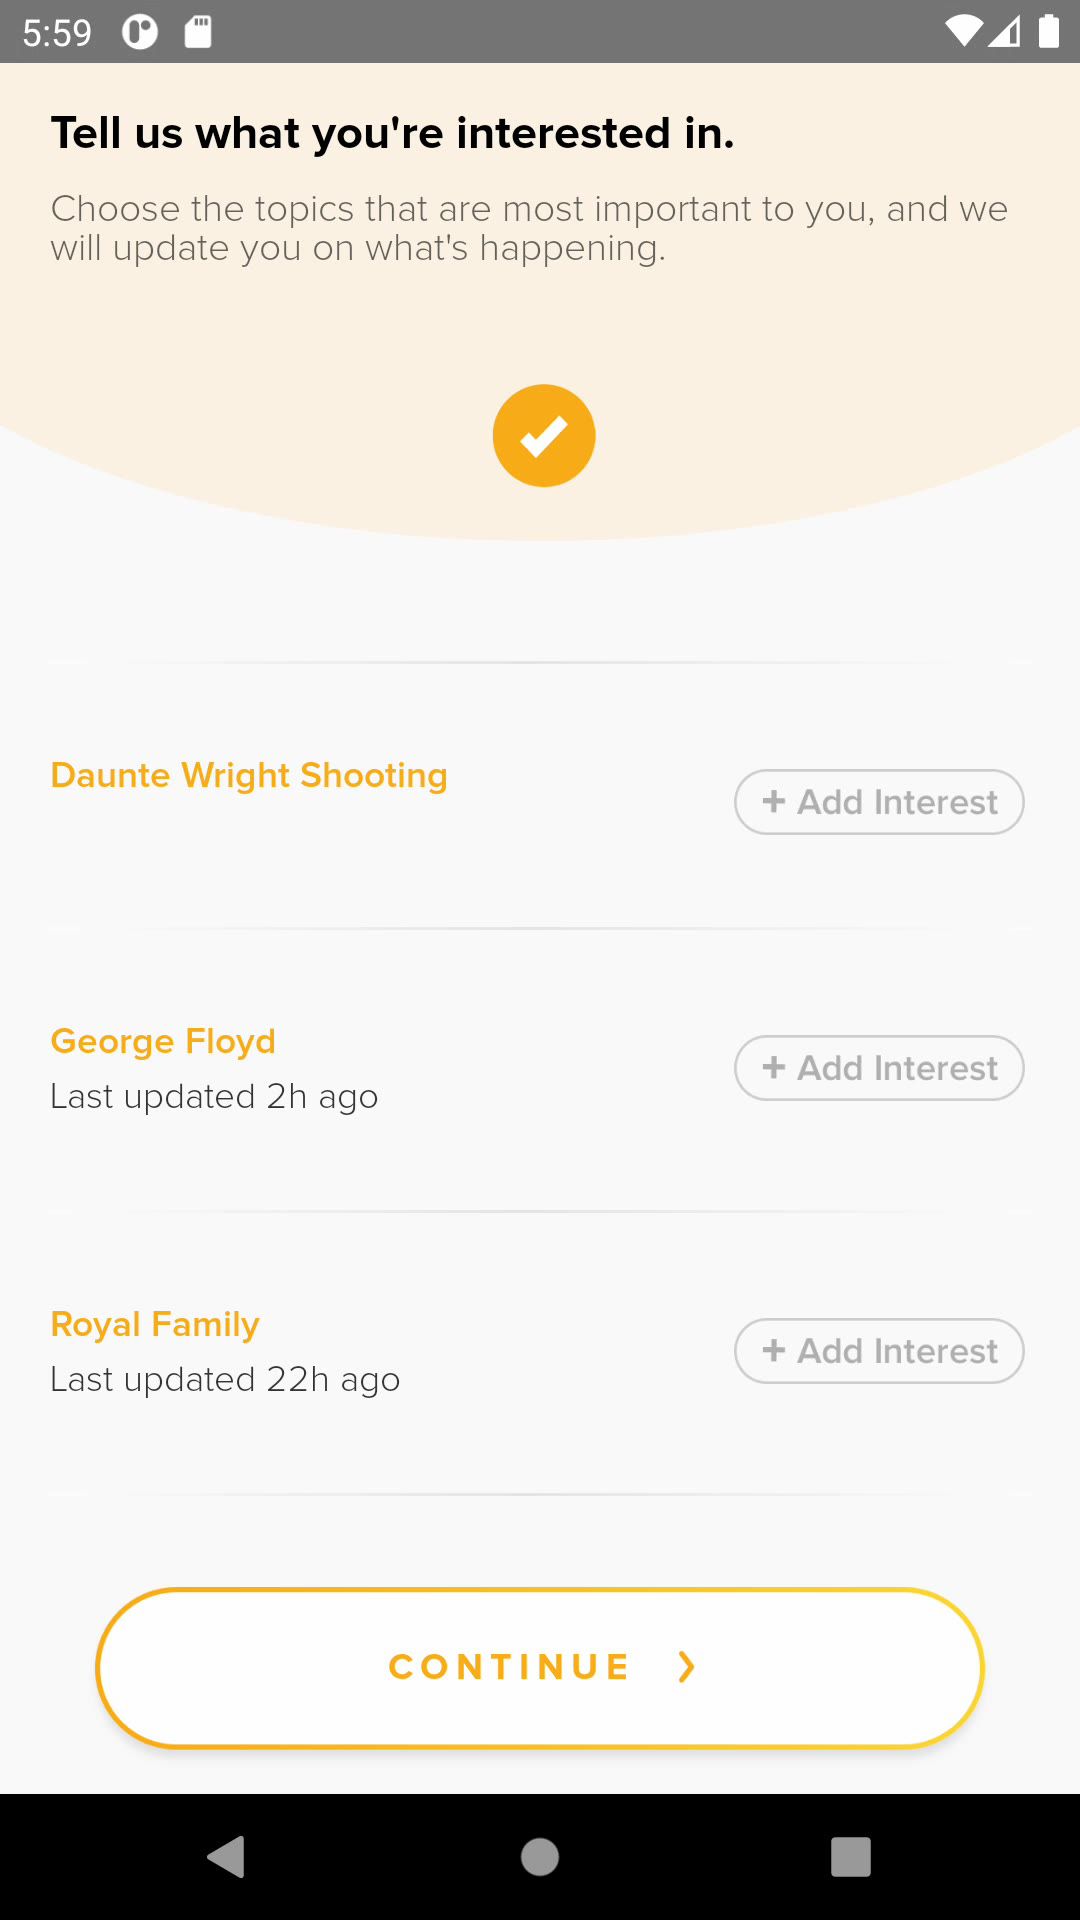 5:59
Tell us what you're interested in.
Choose the topics that are most important to you, and we
will update you on what's happening.
Daunte Wright Shooting
+ Add Interest
George Floyd
Last updated 2h ago
+ Add Interest
Royal Family
Last updated 22h ago
+ Add Interest
CONTINUE